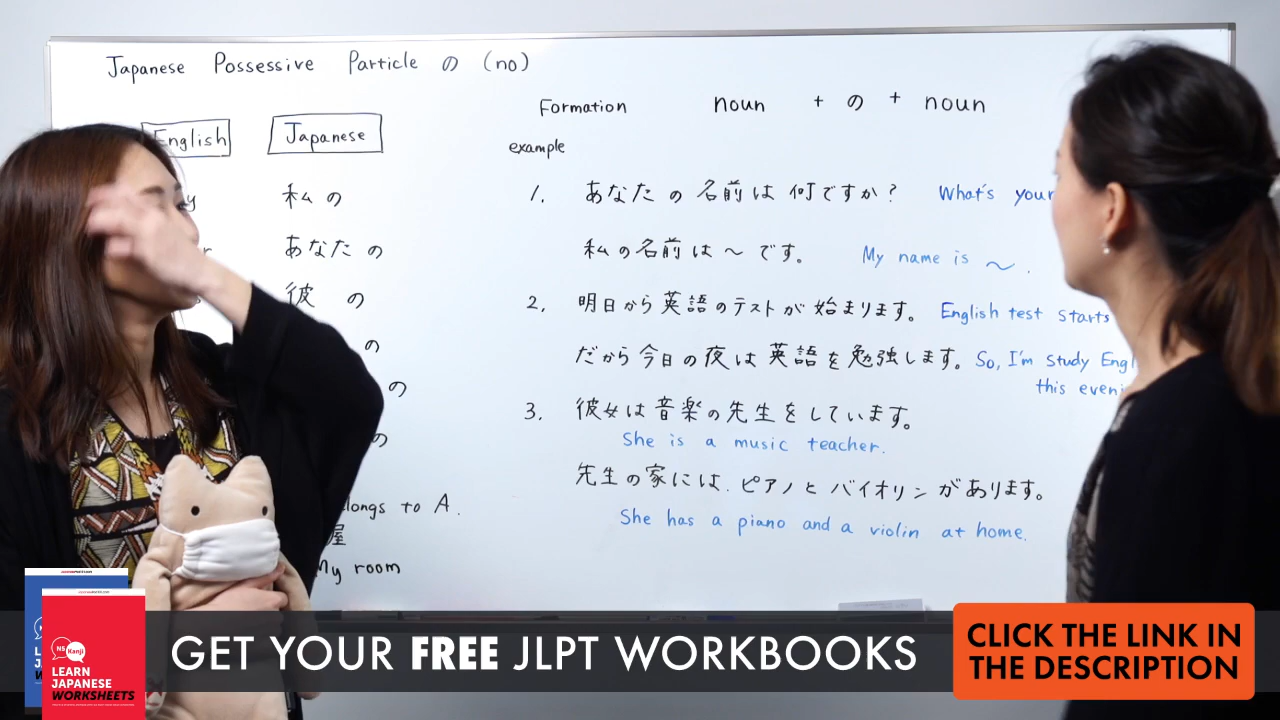 Japanese Possessive Particle の (no)
English
Japanese
私の
あなたの
彼の
の
の
の
to A.
屋
My room
Formation noun + の + noun
example
1. あなたの名前は何ですか? What's your
私の名前は〜です。 My name is 〜.
2. 明日から英語のテストが始まります。 English test starts
だから今日の夜は英語を勉強します。 So, I'm study
this
3. 彼女は音楽の先生をしています。
She is a music teacher.
先生の家には、ピアノとバイオリンがあります。
She has a piano and a violin at home.
NS Kanji
LEARN
JAPANESE
WORKSHEETS
GET YOUR FREE JLPT WORKBOOKS
CLICK THE LINK IN
THE DESCRIPTION